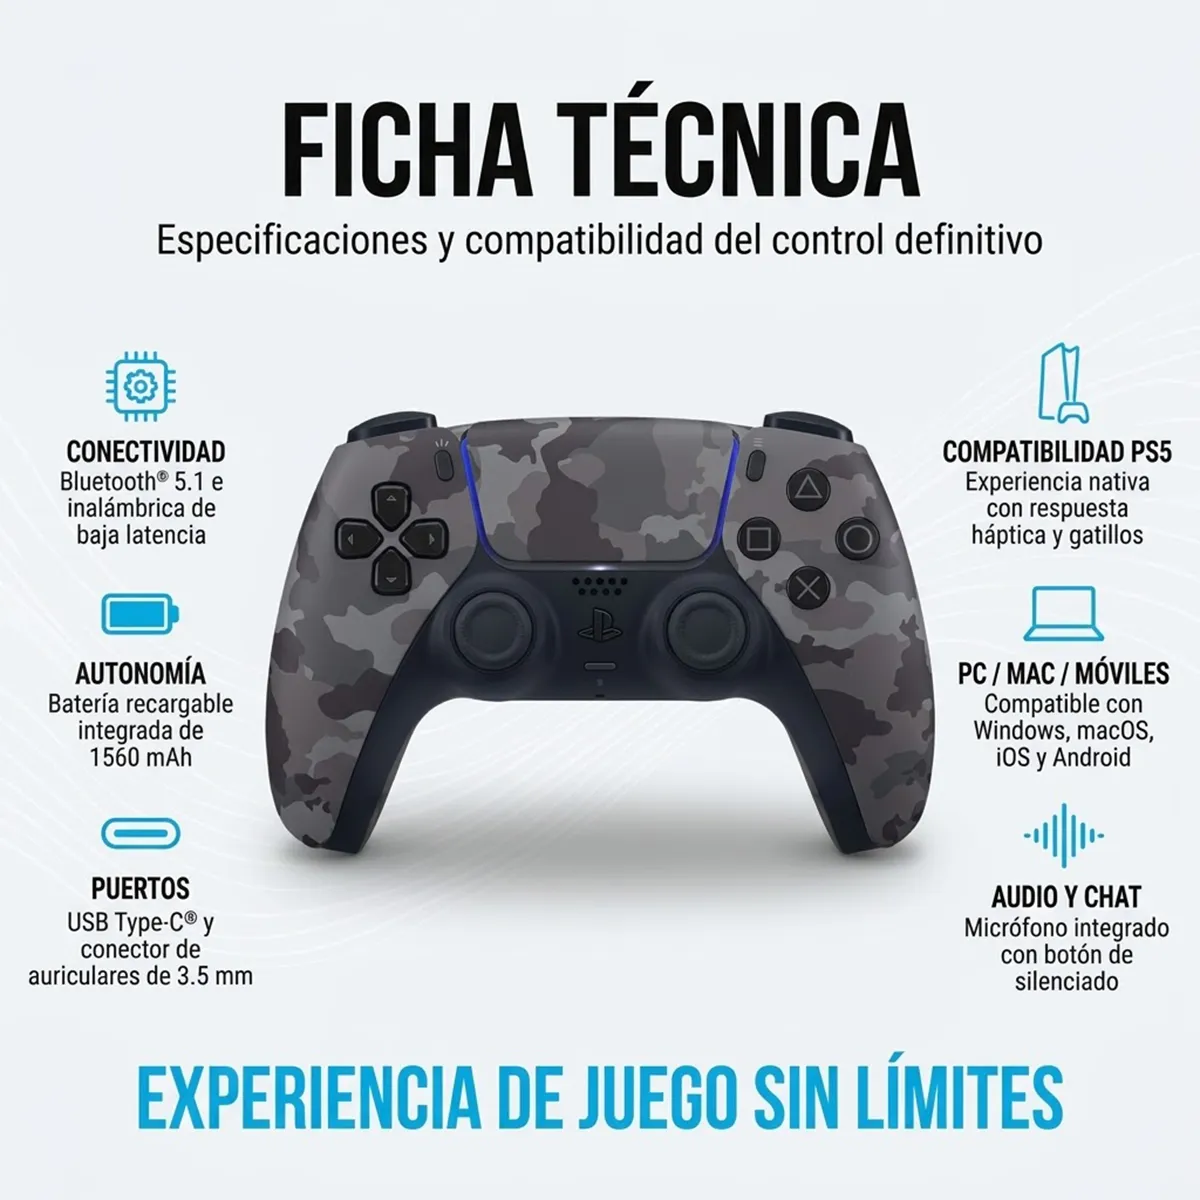 FICHA TÉCNICA
Especificaciones y compatibilidad del control definitivo
CONECTIVIDAD
Bluetooth® 5.1 e
inalámbrica de
baja latencia
AUTONOMÍA
Batería recargable
integrada de
1560 mAh
PUERTOS
USB Type-C® y
conector de
auriculares de 3.5 mm
COMPATIBILIDAD PS5
Experiencia nativa
con respuesta
háptica y gatillos
PC / MAC / MÓVILES
Compatible con
Windows, macOS,
iOS y Android
AUDIO Y CHAT
Micrófono integrado
con botón de
silenciado
EXPERIENCIA DE JUEGO SIN LÍMITES